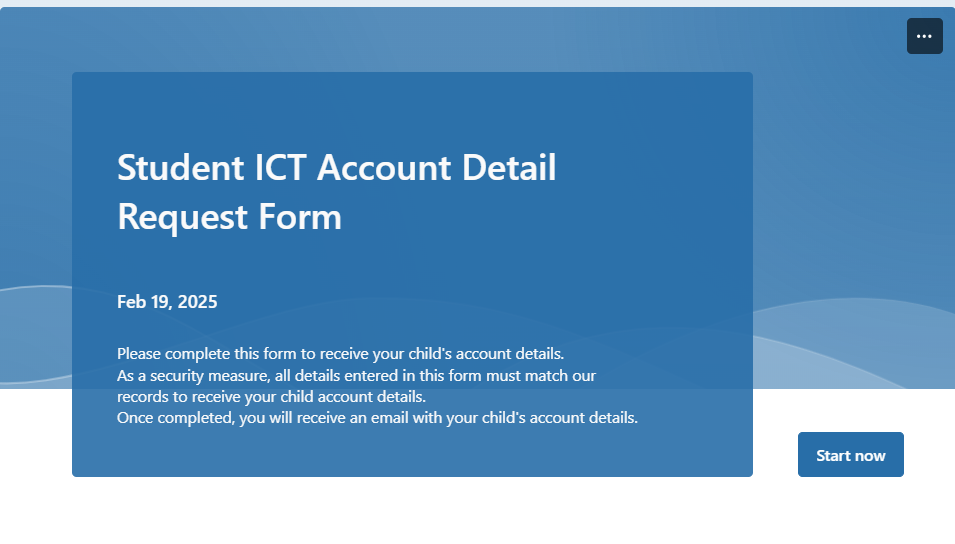 Student ICT Account Detail
Request Form
Feb 19, 2025
Please complete this form to receive your child's account details.
As a security measure, all details entered in this form must match our
records to receive your child account details.
Once completed, you will receive an email with your child's account details.
Start now